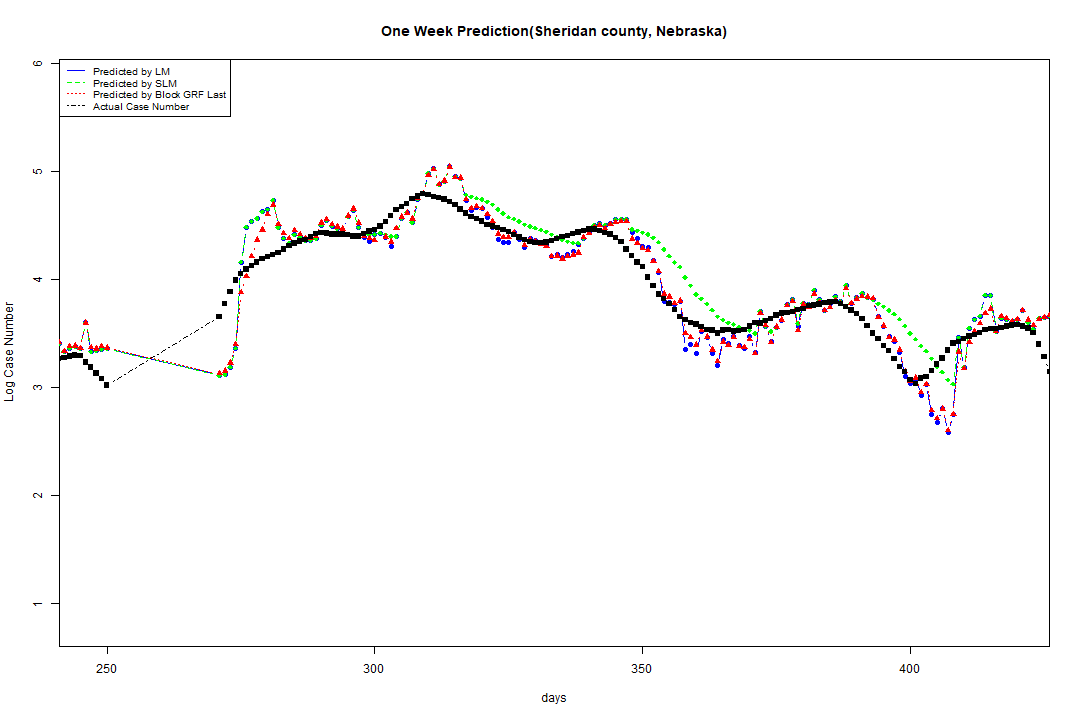 One Week Prediction(Sheridan county, Nebraska)
Predicted by LM
Predicted by SLM
Predicted by Block GRF Last
Actual Case Number
6
5
4
3
2
1
Log Case Number
250 300 350 400
days